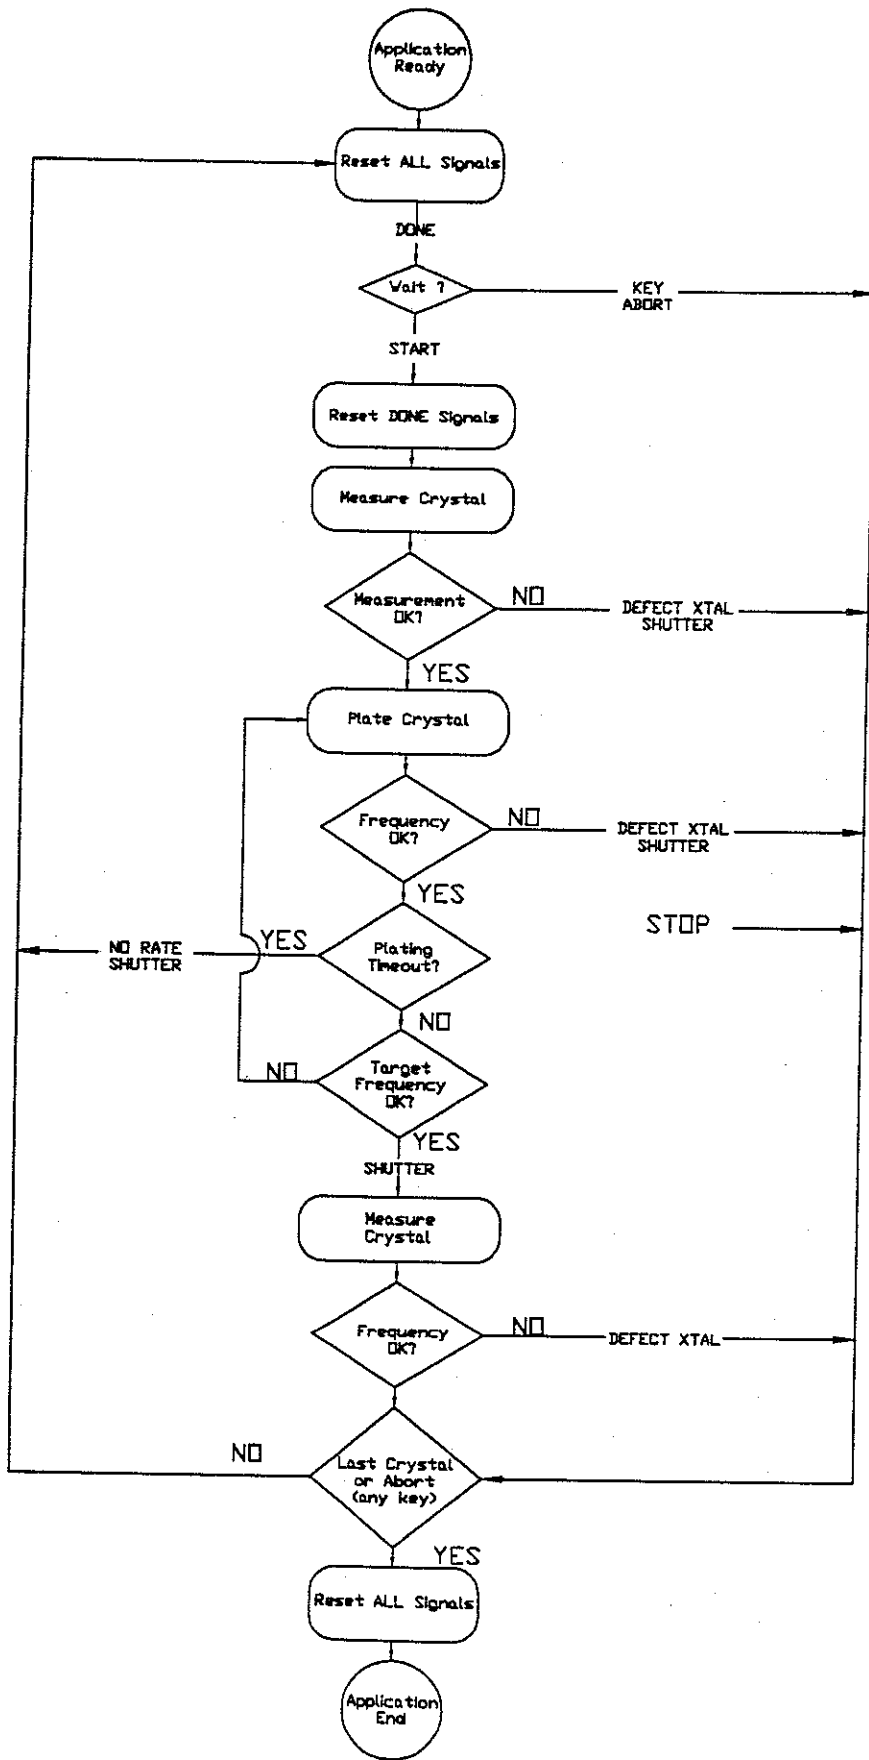 Application
Ready
Reset ALL Signals
DONE
Wait ?
KEY
ABORT
START
Reset DONE Signals
Measure Crystal
Measurement
OK?
NO
DEFECT XTAL
SHUTTER
YES
Plate Crystal
Frequency
OK?
NO
DEFECT XTAL
SHUTTER
YES
STOP
NO RATE
SHUTTER
YES
Plating
Timeout?
NO
NO
Target
Frequency
OK?
YES
SHUTTER
Measure
Crystal
Frequency
OK?
NO
DEFECT XTAL
NO
Last Crystal
or Abort
(any key)
YES
Reset ALL Signals
Application
End